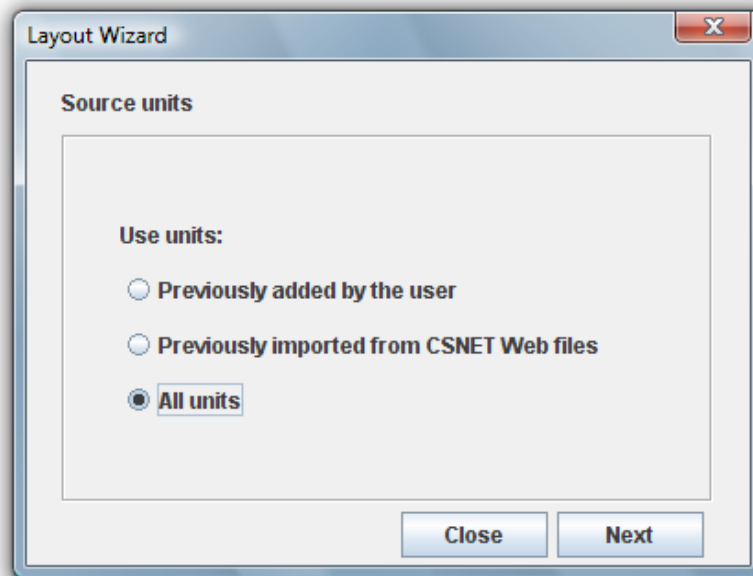 Layout Wizard
Source units
Use units:
Previously added by the user
Previously imported from CSNET Web files
All units
Close Next